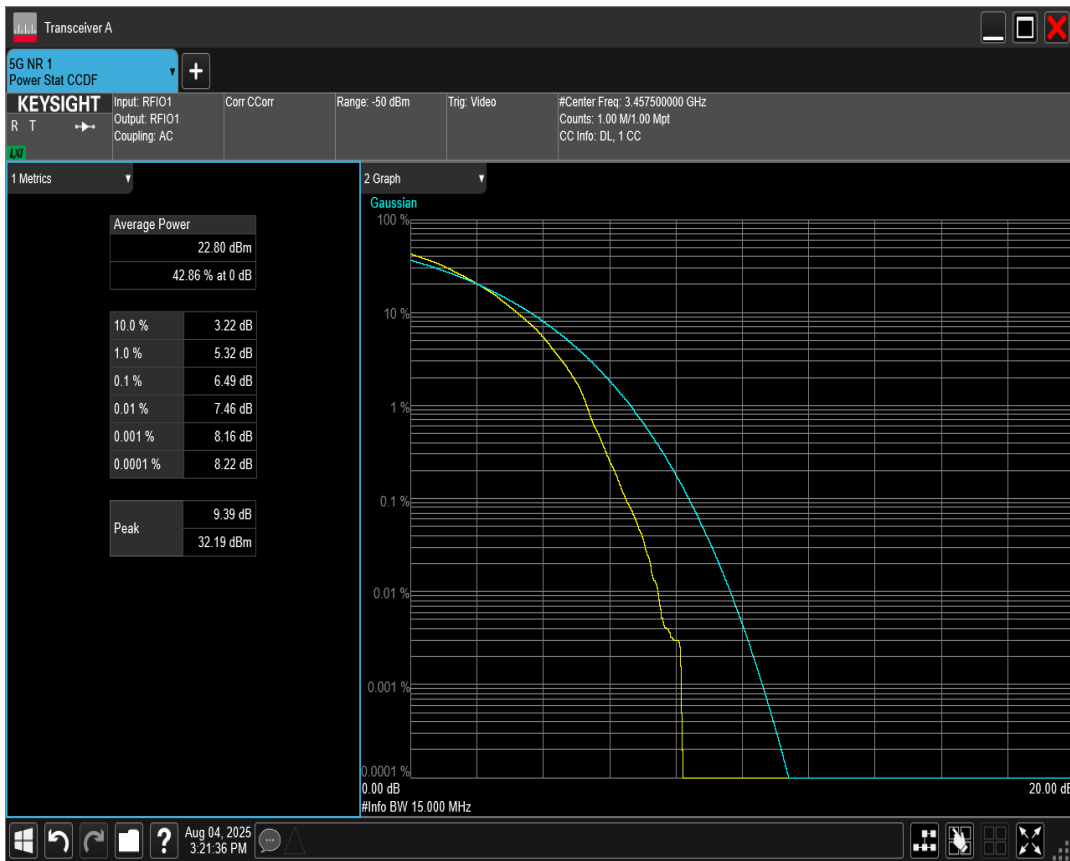 Transceiver A
5G NR 1
Power Stat CCDF
KEYSIGHT
R T
LXI
Input: RFIO1
Output: RFIO1
Coupling: AC
Corr CCorr
Range: -50 dBm
Trig: Video
#Center Freq: 3.457500000 GHz
Counts: 1.00 M/1.00 Mpt
CC Info: DL, 1 CC
1 Metrics
Average Power
22.80 dBm
42.86 % at 0 dB
10.0 % 3.22 dB
1.0 % 5.32 dB
0.1 % 6.49 dB
0.01 % 7.46 dB
0.001 % 8.16 dB
0.0001 % 8.22 dB
Peak
9.39 dB
32.19 dBm
2 Graph
Gaussian
100 %
10 %
1 %
0.1 %
0.01 %
0.001 %
0.0001 %
0.00 dB
20.00 dB
#Info BW 15.000 MHz
?
Aug 04, 2025
3:21:36 PM